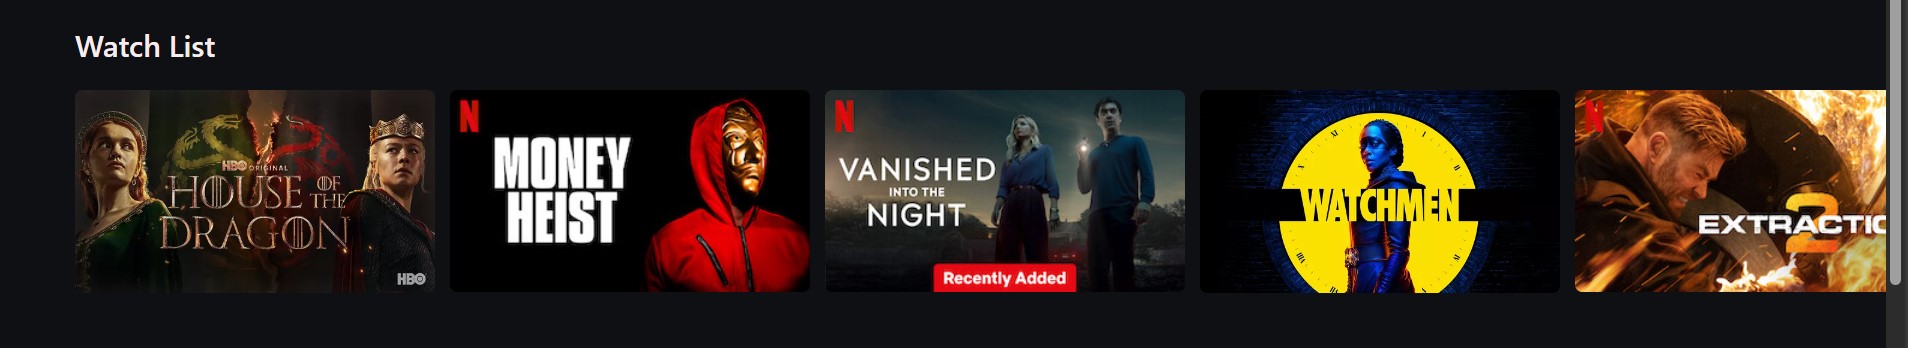 Watch List
HBO ORIGINAL
HOUSE OF THE
DRAGON
HBO
N
MONEY
HEIST
N
VANISHED
INTO THE
NIGHT
Recently Added
WATCHMEN
N
EXTRACTIO
2